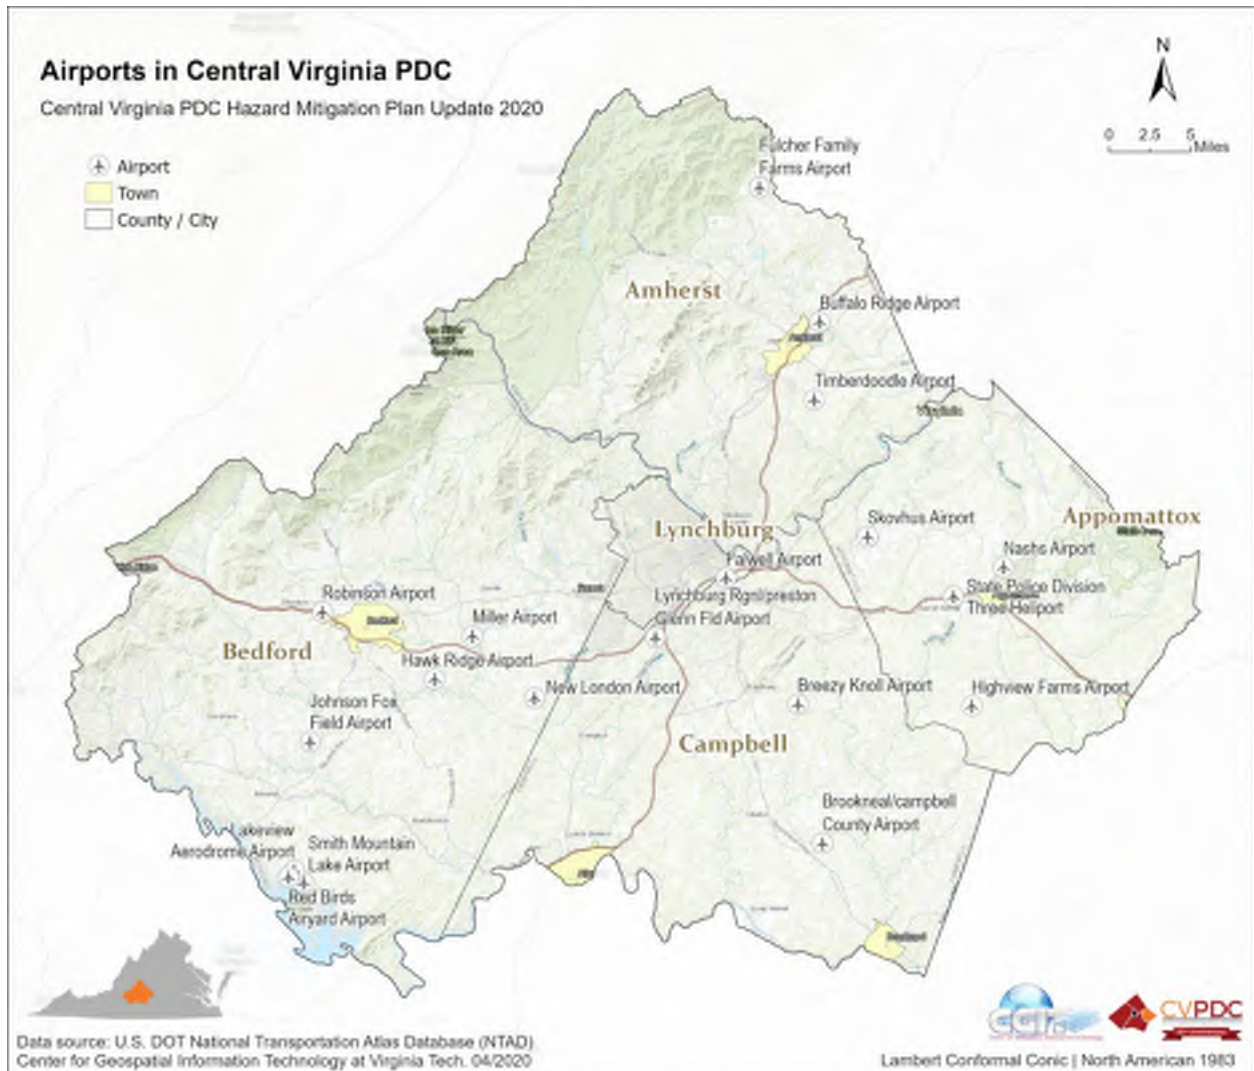 Airports in Central Virginia PDC
Central Virginia PDC Hazard Mitigation Plan Update 2020
N
0 2.5 5
Miles
Airport
Town
County / City
Fulcher Family
Farms Airport
Amherst
Buffalo Ridge Airport
Timberdoodle Airport
Lynchburg
Skovhus Airport
Appomattox
Nashs Airport
Falwell Airport
State Police Division
Three Heliport
Lynchburg Rgnl/preston
Glenn Fld Airport
Robinson Airport
Miller Airport
Bedford
Hawk Ridge Airport
New London Airport
Breezy Knoll Airport
Highview Farms Airport
Johnson Fox
Field Airport
Campbell
Brookneal/campbell
County Airport
Lakeview
Aerodrome Airport
Smith Mountain
Lake Airport
Red Birds
Airyard Airport
CVPDC
Data source: U.S. DOT National Transportation Atlas Database (NTAD)
Center for Geospatial Information Technology at Virginia Tech. 04/2020
Lambert Conformal Conic | North American 1983